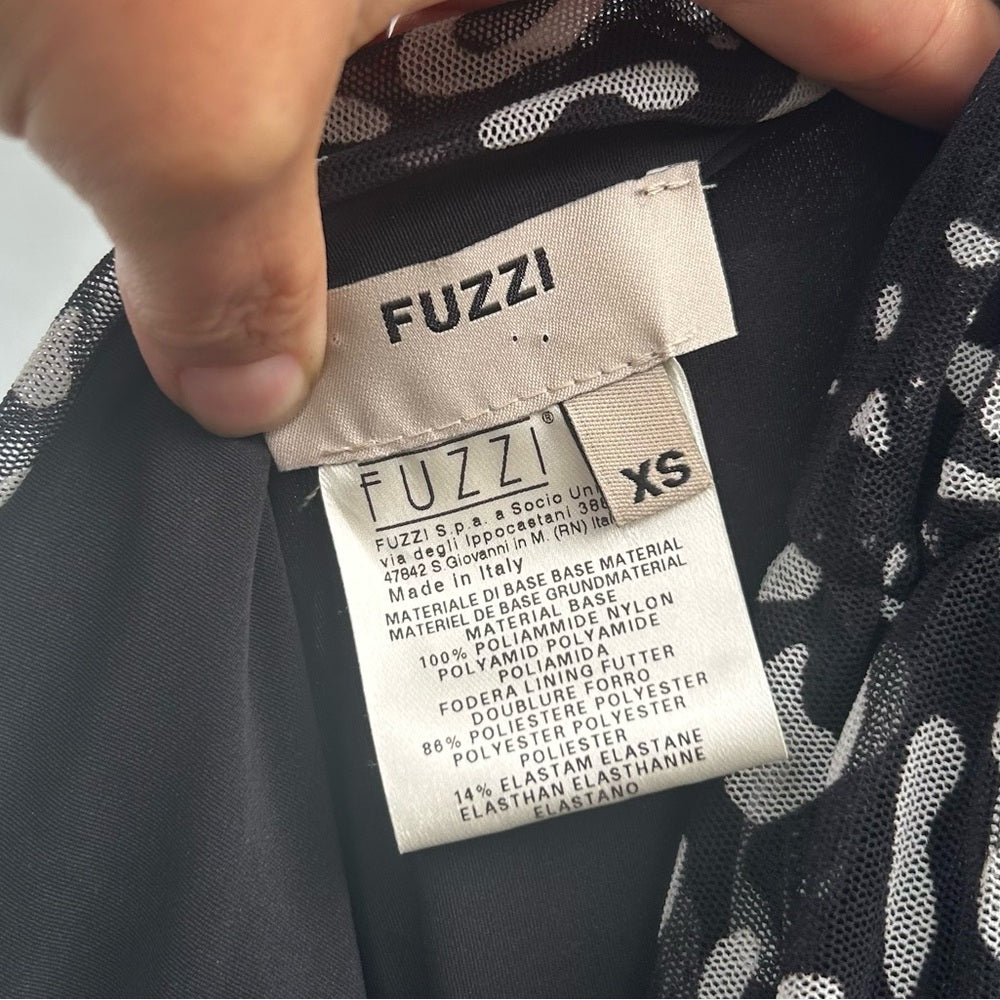 FUZZI
FUZZI®
XS
FUZZI S.p.a. a Socio Uni
via degli Ippocastani 38
47842 S Giovanni in M. (RN) Ital
Made in Italy
MATERIALE DI BASE BASE MATERIAL
MATERIEL DE BASE GRUNDMATERIAL
MATERIAL BASE
100% POLIAMMIDE NYLON
POLYAMID POLYAMIDE
POLIAMIDA
FODERA LINING FUTTER
DOUBLURE FORRO
86% POLIESTERE POLYESTER
POLYESTER POLYESTER
POLIESTER
14% ELASTAM ELASTANE
ELASTHAN ELASTHANNE
ELASTANO